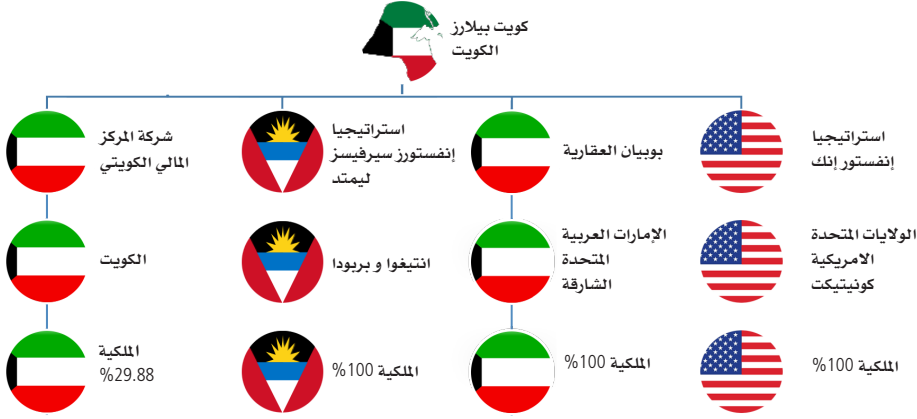 كويت بيلارز
الكويت
استراتيجيا
إنفستور إنك
بوبيان العقارية
استراتيجيا
إنفستورز سيرفيسز
ليمتد
شركة المركز
المالي الكويتي
الولايات المتحدة
الامريكية
كونيتيكت
الإمارات العربية
المتحدة
الشارقة
انتيغوا و بربودا
الكويت
الملكية 100%
الملكية 100%
الملكية 100%
الملكية
%29.88